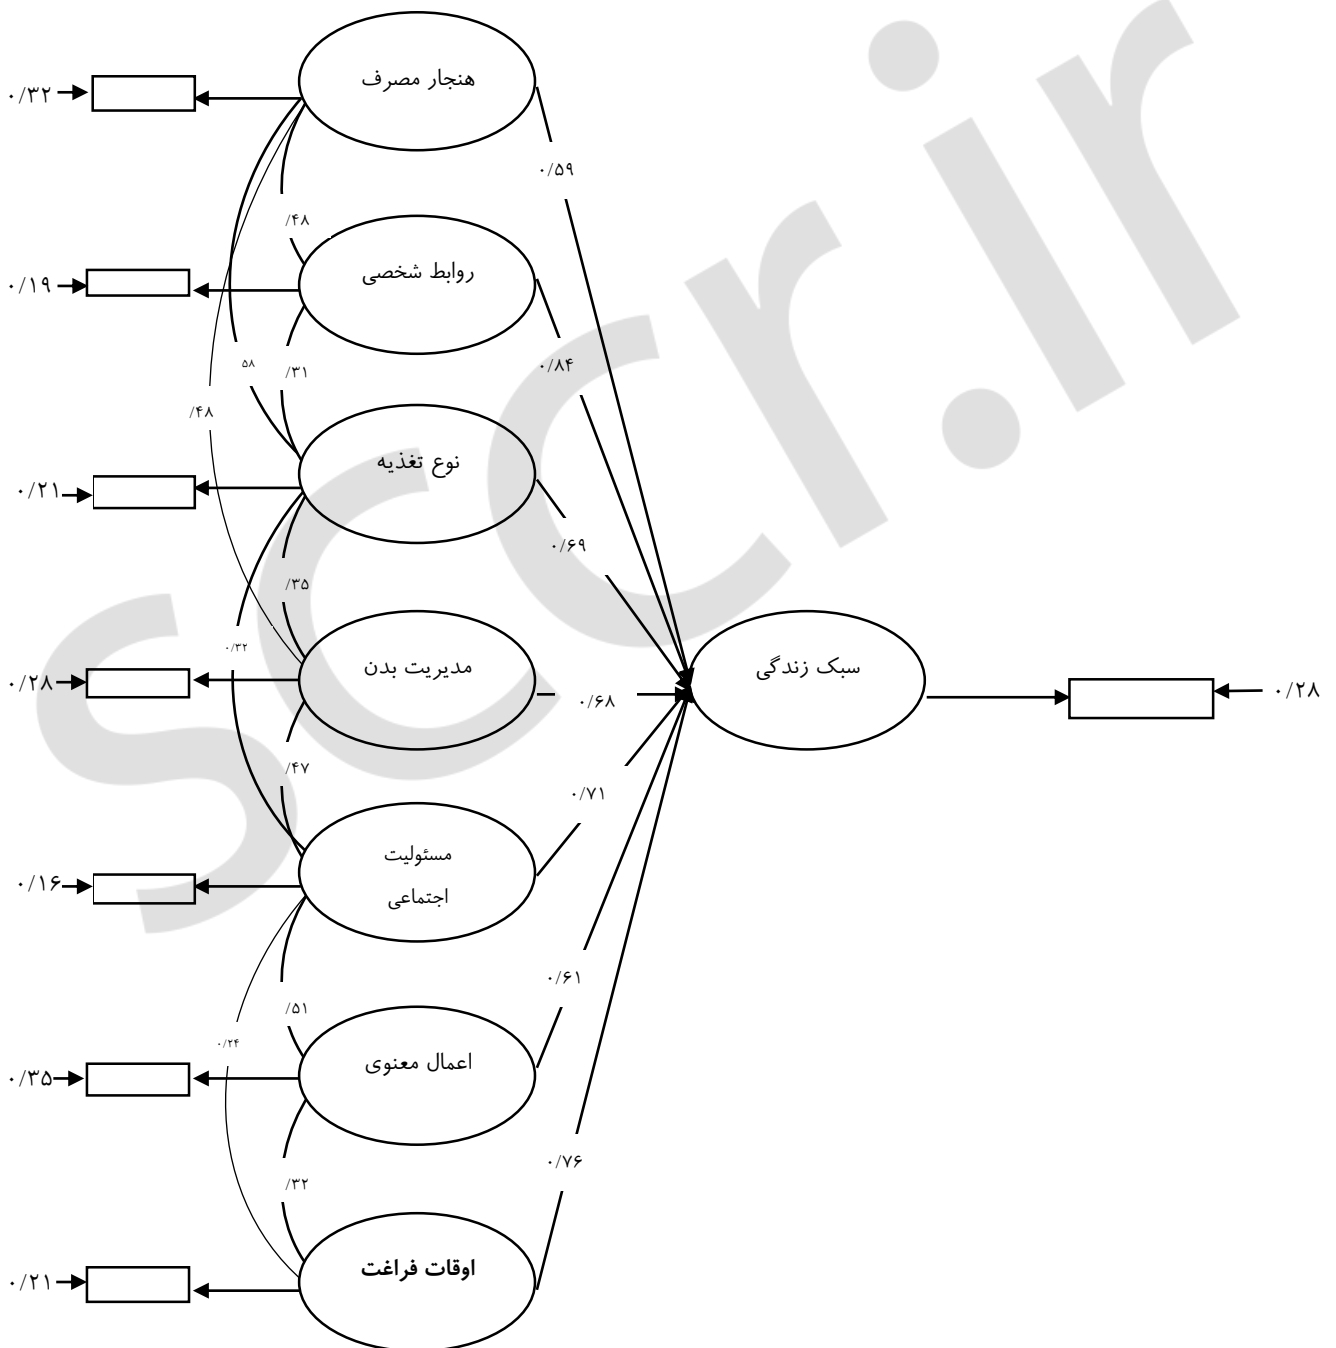 هنجار مصرف
۰/۳۲
۰/۵۹
/۴۸
روابط شخصی
۰/۱۹
۰/۸۴
۵۸
/۳۱
/۴۸
نوع تغذیه
۰/۲۱
۰/۶۹
/۳۵
۰/۳۲
مدیریت بدن
سبک زندگی
۰/۲۸
۰/۶۸
۰/۲۸
/۴۷
۰/۷۱
مسئولیت
اجتماعی
۰/۱۶
۰/۶۱
/۵۱
۰/۲۴
اعمال معنوی
۰/۳۵
۰/۷۶
/۳۲
اوقات فراغت
۰/۲۱
sccr.ir